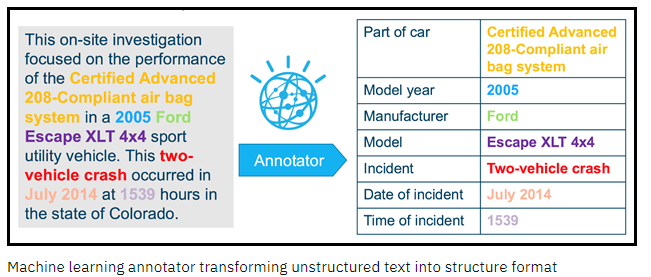 This on-site investigation
focused on the performance
of the Certified Advanced
208-Compliant air bag
system in a 2005 Ford
Escape XLT 4x4 sport
utility vehicle. This two-
vehicle crash occurred in
July 2014 at 1539 hours in
the state of Colorado.
Annotator
Part of car
Certified Advanced
208-Compliant air
bag system
Model year
2005
Manufacturer
Ford
Model
Escape XLT 4x4
Incident
Two-vehicle crash
Date of incident
July 2014
Time of incident
1539
Machine learning annotator transforming unstructured text into structure format